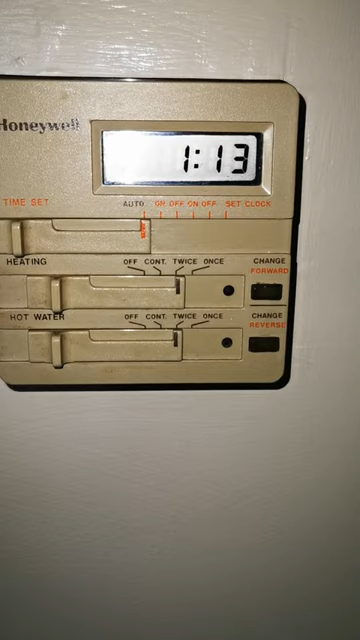 Honeywell
1:13
TIME SET AUTO ON OFF ON OFF SET CLOCK
HEATING OFF CONT. TWICE ONCE CHANGE
FORWARD
HOT WATER OFF CONT. TWICE ONCE CHANGE
REVERSE